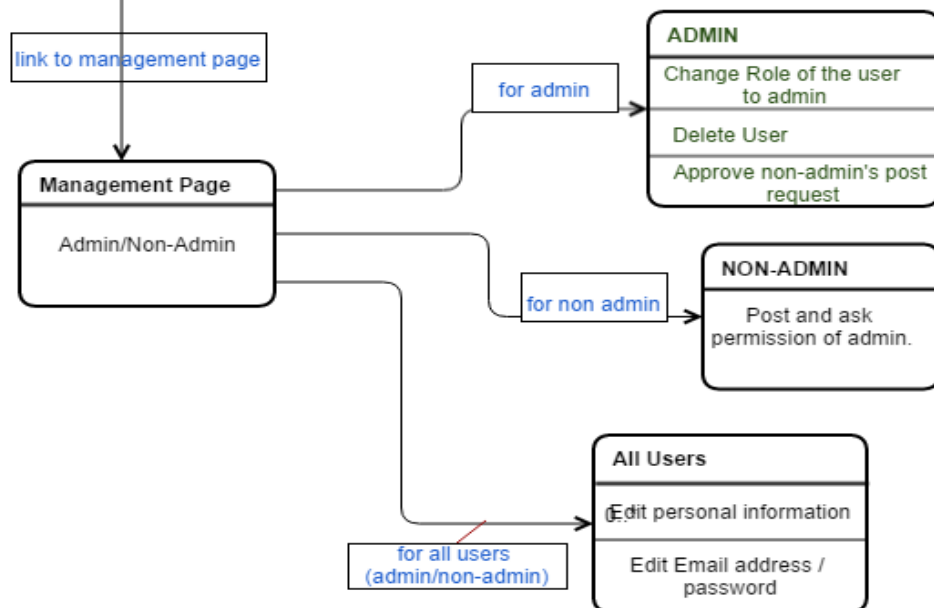 link to management page
for admin
ADMIN
Change Role of the user
to admin
Delete User
Approve non-admin's post
request
Management Page
Admin/Non-Admin
for non admin
NON-ADMIN
Post and ask
permission of admin.
All Users
0..*
Edit personal information
for all users
(admin/non-admin)
Edit Email address /
password